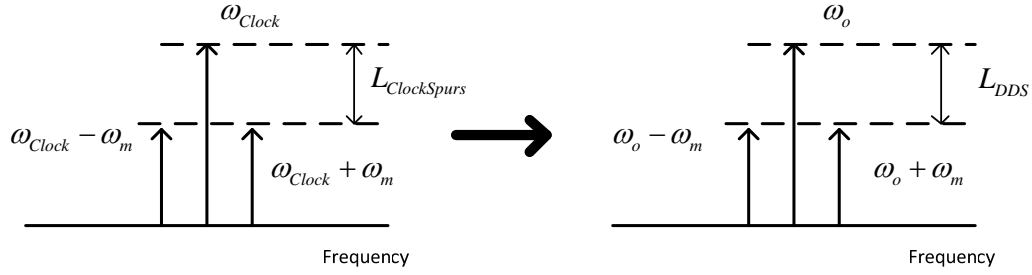 ω_Clock
L_ClockSpurs
ω_Clock − ω_m
ω_Clock + ω_m
Frequency
ω_o
L_DDS
ω_o − ω_m
ω_o + ω_m
Frequency